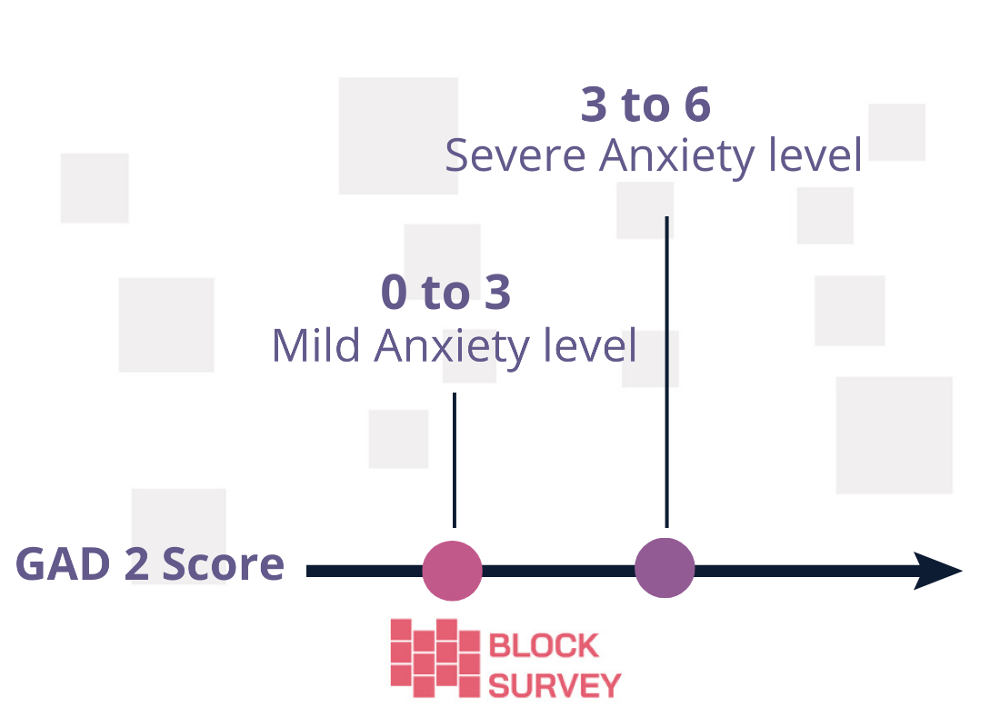 3 to 6
Severe Anxiety level
0 to 3
Mild Anxiety level
GAD 2 Score
BLOCK
SURVEY